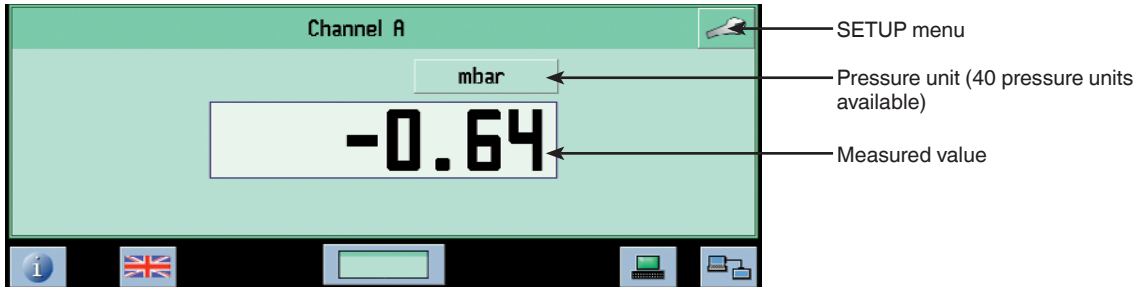 Channel A
SETUP menu
mbar
Pressure unit (40 pressure units
available)
-0.64
Measured value
i